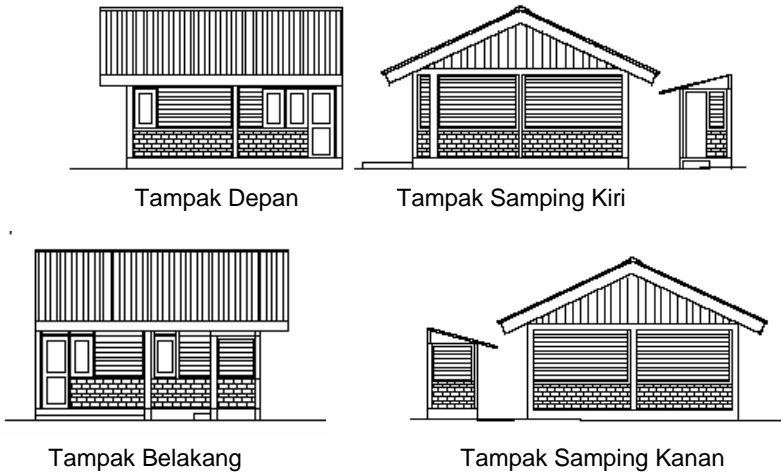 Tampak Depan
Tampak Samping Kiri
Tampak Belakang
Tampak Samping Kanan